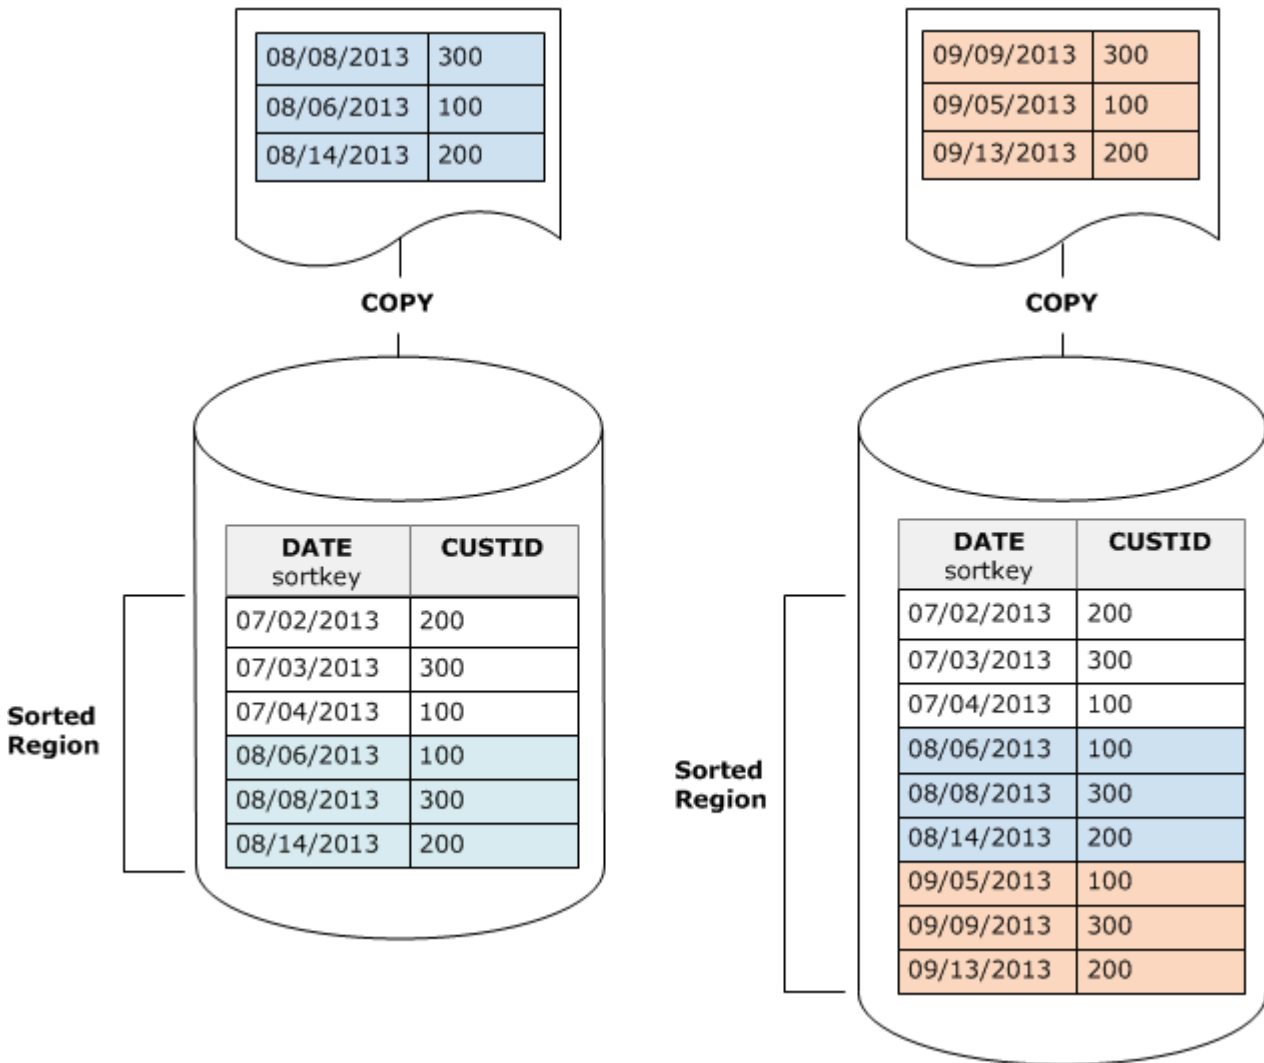 08/08/2013 300
08/06/2013 100
08/14/2013 200
COPY
DATE CUSTID
sortkey
07/02/2013 200
07/03/2013 300
07/04/2013 100
08/06/2013 100
08/08/2013 300
08/14/2013 200
Sorted
Region
09/09/2013 300
09/05/2013 100
09/13/2013 200
COPY
DATE CUSTID
sortkey
07/02/2013 200
07/03/2013 300
07/04/2013 100
08/06/2013 100
08/08/2013 300
08/14/2013 200
09/05/2013 100
09/09/2013 300
09/13/2013 200
Sorted
Region